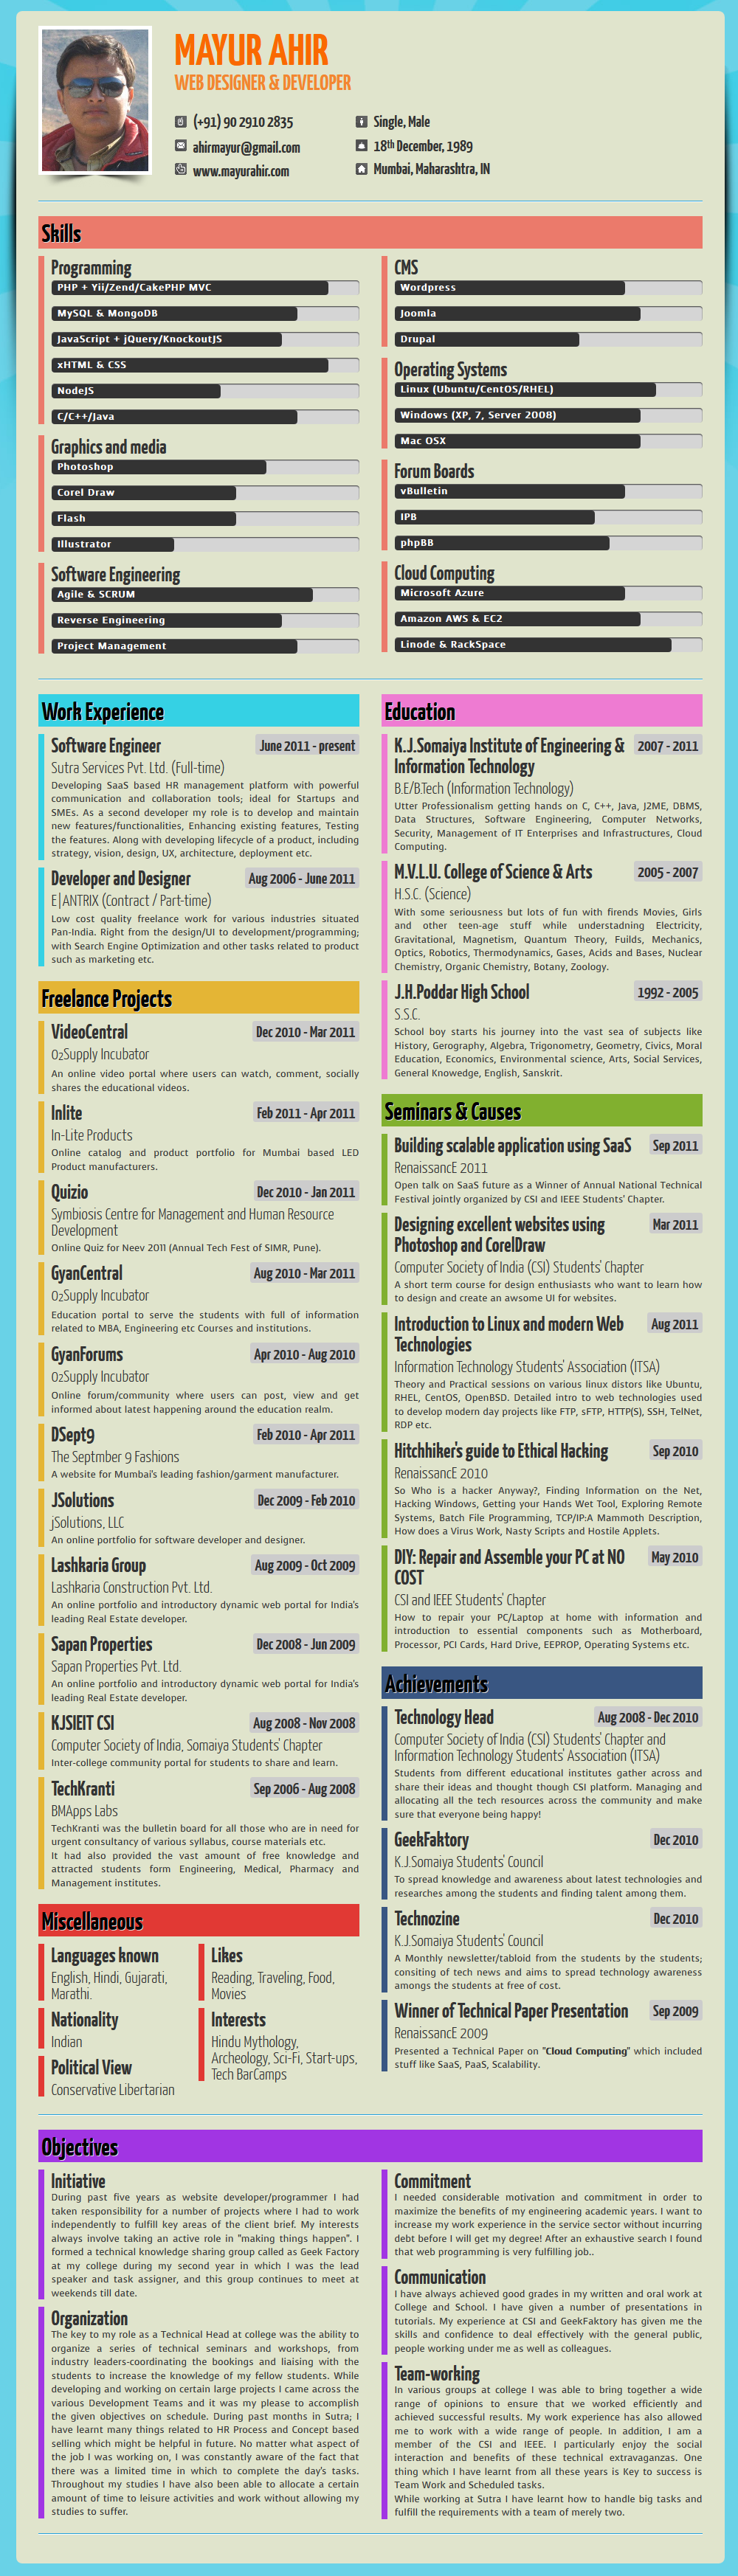 MAYUR AHIR
WEB DESIGNER & DEVELOPER
(+91) 90 2910 2835
ahirmayur@gmail.com
www.mayurahir.com
Single, Male
18th December, 1989
Mumbai, Maharashtra, IN
Skills
Programming
PHP + Yii/Zend/CakePHP MVC
MySQL & MongoDB
JavaScript + jQuery/KnockoutJS
xHTML & CSS
NodeJS
C/C++/Java
Graphics and media
Photoshop
Corel Draw
Flash
Illustrator
Software Engineering
Agile & SCRUM
Reverse Engineering
Project Management
CMS
Wordpress
Joomla
Drupal
Operating Systems
Linux (Ubuntu/CentOS/RHEL)
Windows (XP, 7, Server 2008)
Mac OSX
Forum Boards
vBulletin
IPB
phpBB
Cloud Computing
Microsoft Azure
Amazon AWS & EC2
Linode & RackSpace
Work Experience
Software Engineer
June 2011 - present
Sutra Services Pvt. Ltd. (Full-time)
Developing SaaS based HR management platform with powerful
communication and collaboration tools; ideal for Startups and
SMEs. As a second developer my role is to develop and maintain
new features/functionalities, Enhancing existing features, Testing
the features. Along with developing lifecycle of a product, including
strategy, vision, design, UX, architecture, deployment etc.
Developer and Designer
Aug 2006 - June 2011
E|ANTRIX (Contract / Part-time)
Low cost quality freelance work for various industries situated
Pan-India. Right from the design/UI to development/programming;
with Search Engine Optimization and other tasks related to product
such as marketing etc.
Freelance Projects
VideoCentral
Dec 2010 - Mar 2011
O2Supply Incubator
An online video portal where users can watch, comment, socially
shares the educational videos.
Inlite
Feb 2011 - Apr 2011
In-Lite Products
Online catalog and product portfolio for Mumbai based LED
Product manufacturers.
Quizio
Dec 2010 - Jan 2011
Symbiosis Centre for Management and Human Resource
Development
Online Quiz for Neev 2011 (Annual Tech Fest of SIMR, Pune).
GyanCentral
Aug 2010 - Mar 2011
O2Supply Incubator
Education portal to serve the students with full of information
related to MBA, Engineering etc Courses and institutions.
GyanForums
Apr 2010 - Aug 2010
O2Supply Incubator
Online forum/community where users can post, view and get
informed about latest happening around the education realm.
DSept9
Feb 2010 - Apr 2011
The Septmber 9 Fashions
A website for Mumbai's leading fashion/garment manufacturer.
JSolutions
Dec 2009 - Feb 2010
jSolutions, LLC
An online portfolio for software developer and designer.
Lashkaria Group
Aug 2009 - Oct 2009
Lashkaria Construction Pvt. Ltd.
An online portfolio and introductory dynamic web portal for India's
leading Real Estate developer.
Sapan Properties
Dec 2008 - Jun 2009
Sapan Properties Pvt. Ltd.
An online portfolio and introductory dynamic web portal for India's
leading Real Estate developer.
KJSIEIT CSI
Aug 2008 - Nov 2008
Computer Society of India, Somaiya Students' Chapter
Inter-college community portal for students to share and learn.
TechKranti
Sep 2006 - Aug 2008
BMApps Labs
TechKranti was the bulletin board for all those who are in need for
urgent consultancy of various syllabus, course materials etc.
It had also provided the vast amount of free knowledge and
attracted students form Engineering, Medical, Pharmacy and
Management institutes.
Miscellaneous
Languages known
English, Hindi, Gujarati,
Marathi.
Nationality
Indian
Political View
Conservative Libertarian
Likes
Reading, Traveling, Food,
Movies
Interests
Hindu Mythology,
Archeology, Sci-Fi, Start-ups,
Tech BarCamps
Education
K.J.Somaiya Institute of Engineering &
Information Technology
2007 - 2011
B.E/B.Tech (Information Technology)
Utter Professionalism getting hands on C, C++, Java, J2ME, DBMS,
Data Structures, Software Engineering, Computer Networks,
Security, Management of IT Enterprises and Infrastructures, Cloud
Computing.
M.V.L.U. College of Science & Arts
2005 - 2007
H.S.C. (Science)
With some seriousness but lots of fun with firends Movies, Girls
and other teen-age stuff while understadning Electricity,
Gravitational, Magnetism, Quantum Theory, Fuilds, Mechanics,
Optics, Robotics, Thermodynamics, Gases, Acids and Bases, Nuclear
Chemistry, Organic Chemistry, Botany, Zoology.
J.H.Poddar High School
1992 - 2005
S.S.C.
School boy starts his journey into the vast sea of subjects like
History, Gerography, Algebra, Trigonometry, Geometry, Civics, Moral
Education, Economics, Environmental science, Arts, Social Services,
General Knowedge, English, Sanskrit.
Seminars & Causes
Building scalable application using SaaS
Sep 2011
RenaissancE 2011
Open talk on SaaS future as a Winner of Annual National Technical
Festival jointly organized by CSI and IEEE Students' Chapter.
Designing excellent websites using
Photoshop and CorelDraw
Mar 2011
Computer Society of India (CSI) Students' Chapter
A short term course for design enthusiasts who want to learn how
to design and create an awsome UI for websites.
Introduction to Linux and modern Web
Technologies
Aug 2011
Information Technology Students' Association (ITSA)
Theory and Practical sessions on various linux distors like Ubuntu,
RHEL, CentOS, OpenBSD. Detailed intro to web technologies used
to develop modern day projects like FTP, sFTP, HTTP(S), SSH, TelNet,
RDP etc.
Hitchhiker's guide to Ethical Hacking
Sep 2010
RenaissancE 2010
So Who is a hacker Anyway?, Finding Information on the Net,
Hacking Windows, Getting your Hands Wet Tool, Exploring Remote
Systems, Batch File Programming, TCP/IP:A Mammoth Description,
How does a Virus Work, Nasty Scripts and Hostile Applets.
DIY: Repair and Assemble your PC at NO
COST
May 2010
CSI and IEEE Students' Chapter
How to repair your PC/Laptop at home with information and
introduction to essential components such as Motherboard,
Processor, PCI Cards, Hard Drive, EEPROP, Operating Systems etc.
Achievements
Technology Head
Aug 2008 - Dec 2010
Computer Society of India (CSI) Students' Chapter and
Information Technology Students' Association (ITSA)
Students from different educational institutes gather across and
share their ideas and thought though CSI platform. Managing and
allocating all the tech resources across the community and make
sure that everyone being happy!
GeekFaktory
Dec 2010
K.J.Somaiya Students' Council
To spread knowledge and awareness about latest technologies and
researches among the students and finding talent among them.
Technozine
Dec 2010
K.J.Somaiya Students' Council
A Monthly newsletter/tabloid from the students by the students;
consiting of tech news and aims to spread technology awareness
amongs the students at free of cost.
Winner of Technical Paper Presentation
Sep 2009
RenaissancE 2009
Presented a Technical Paper on "Cloud Computing" which included
stuff like SaaS, PaaS, Scalability.
Objectives
Initiative
During past five years as website developer/programmer I had
taken responsibility for a number of projects where I had to work
independently to fulfill key areas of the client brief. My interests
always involve taking an active role in "making things happen". I
formed a technical knowledge sharing group called as Geek Factory
at my college during my second year in which I was the lead
speaker and task assigner, and this group continues to meet at
weekends till date.
Organization
The key to my role as a Technical Head at college was the ability to
organize a series of technical seminars and workshops, from
industry leaders-coordinating the bookings and liaising with the
students to increase the knowledge of my fellow students. While
developing and working on certain large projects I came across the
various Development Teams and it was my please to accomplish
the given objectives on schedule. During past months in Sutra; I
have learnt many things related to HR Process and Concept based
selling which might be helpful in future. No matter what aspect of
the job I was working on, I was constantly aware of the fact that
there was a limited time in which to complete the day's tasks.
Throughout my studies I have also been able to allocate a certain
amount of time to leisure activities and work without allowing my
studies to suffer.
Commitment
I needed considerable motivation and commitment in order to
maximize the benefits of my engineering academic years. I want to
increase my work experience in the service sector without incurring
debt before I will get my degree! After an exhaustive search I found
that web programming is very fulfilling job..
Communication
I have always achieved good grades in my written and oral work at
College and School. I have given a number of presentations in
tutorials. My experience at CSI and GeekFaktory has given me the
skills and confidence to deal effectively with the general public,
people working under me as well as colleagues.
Team-working
In various groups at college I was able to bring together a wide
range of opinions to ensure that we worked efficiently and
achieved successful results. My work experience has also allowed
me to work with a wide range of people. In addition, I am a
member of the CSI and IEEE. I particularly enjoy the social
interaction and benefits of these technical extravaganzas. One
thing which I have learnt from all these years is Key to success is
Team Work and Scheduled tasks.
While working at Sutra I have learnt how to handle big tasks and
fulfill the requirements with a team of merely two.